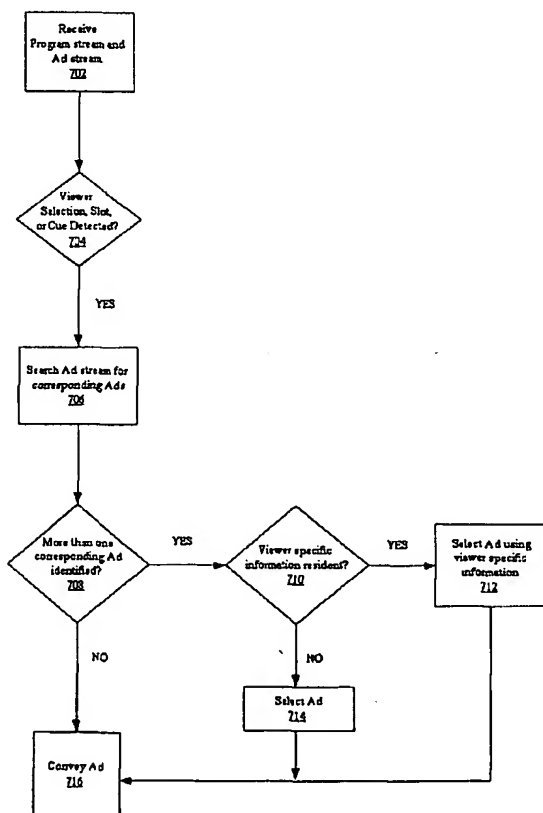 Receive
Program stream and
Ad stream
702
Viewer
Selection, Slot,
or Cue Detected?
704
YES
Search Ad stream for
corresponding Ads
706
More than one
corresponding Ad
identified?
708
YES
Viewer specific
information resident?
710
YES
Select Ad using
viewer specific
information
712
NO
NO
Select Ad
714
Convey Ad
716